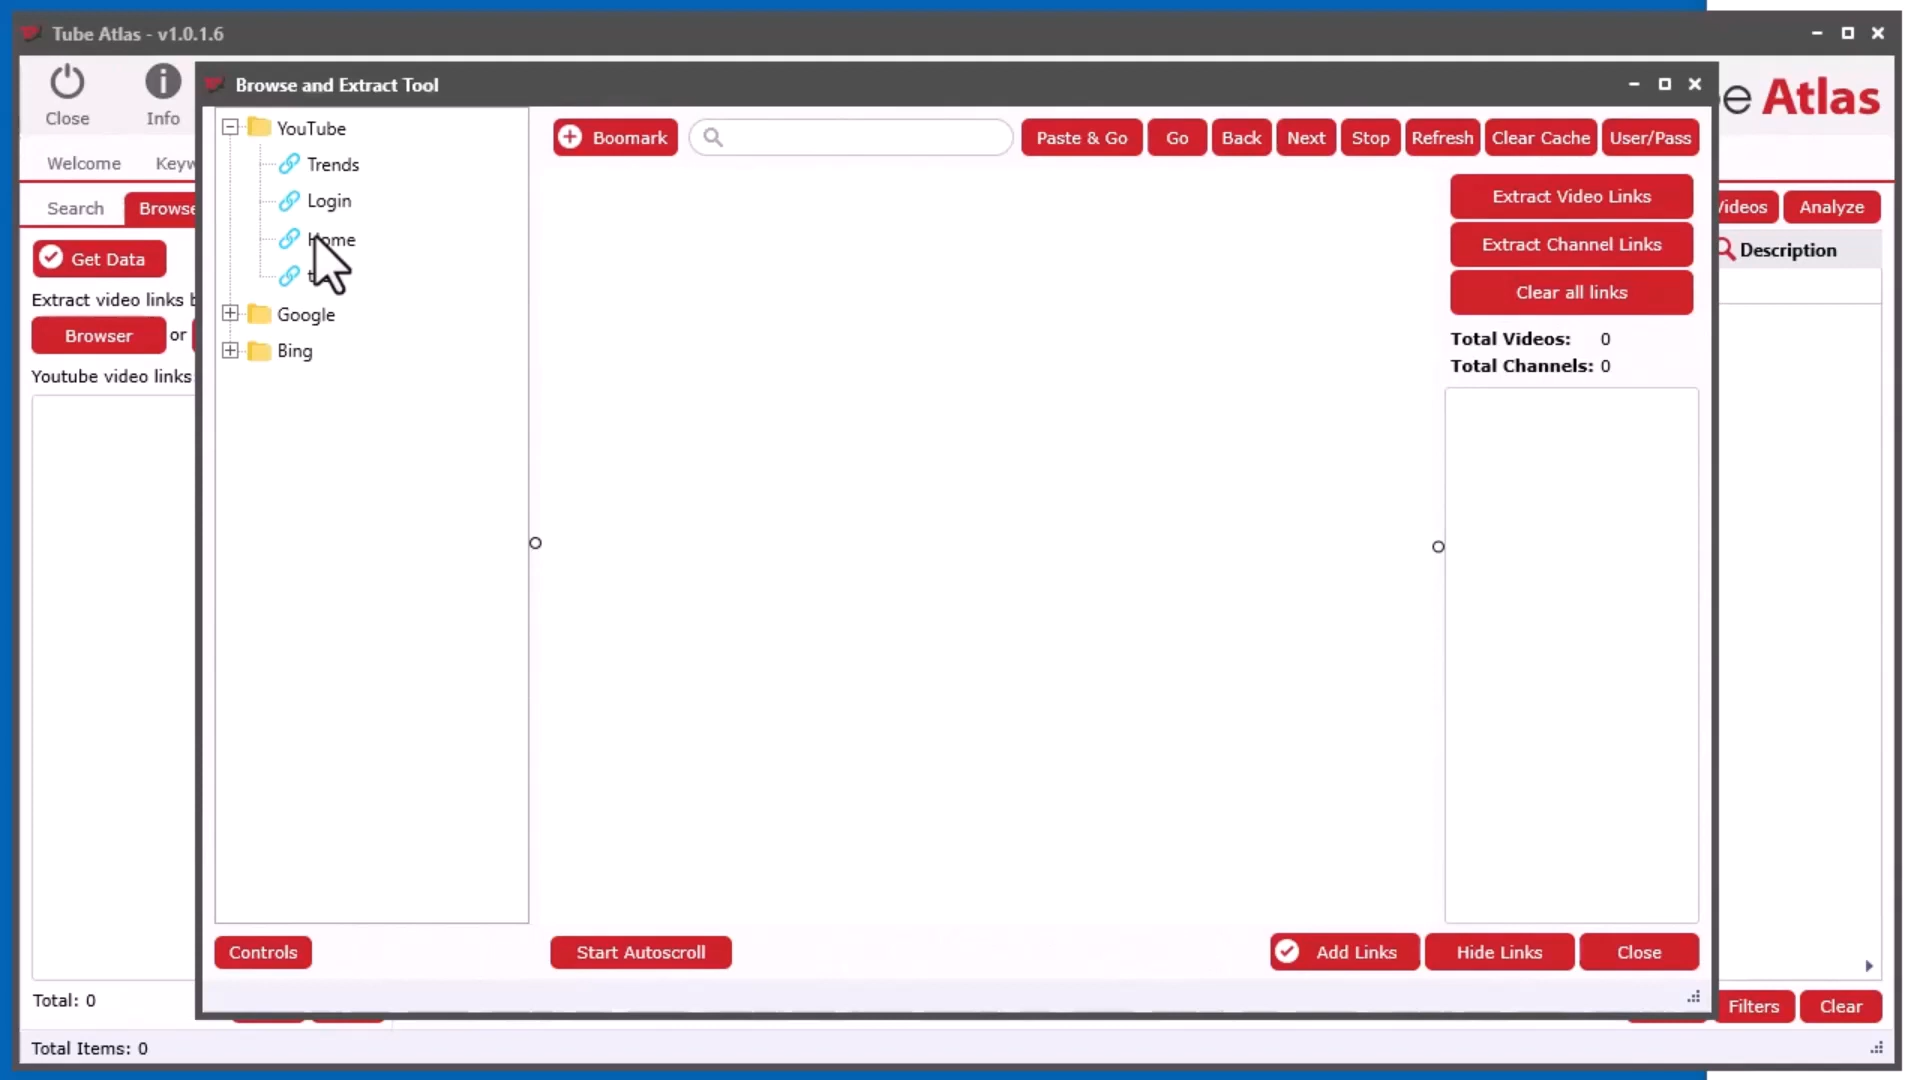 Tube Atlas - v1.0.1.6
Close
Info
e Atlas
Browse and Extract Tool
Welcome
Keyw
Search
Browse
Videos
Analyze
Get Data
Description
Extract video links b
Browser
or
Youtube video links
YouTube
Trends
Login
Home
Google
Bing
Boomark
Paste & Go
Go
Back
Next
Stop
Refresh
Clear Cache
User/Pass
Extract Video Links
Extract Channel Links
Clear all links
Total Videos: 0
Total Channels: 0
Controls
Start Autoscroll
Add Links
Hide Links
Close
Total: 0
Filters
Clear
Total Items: 0